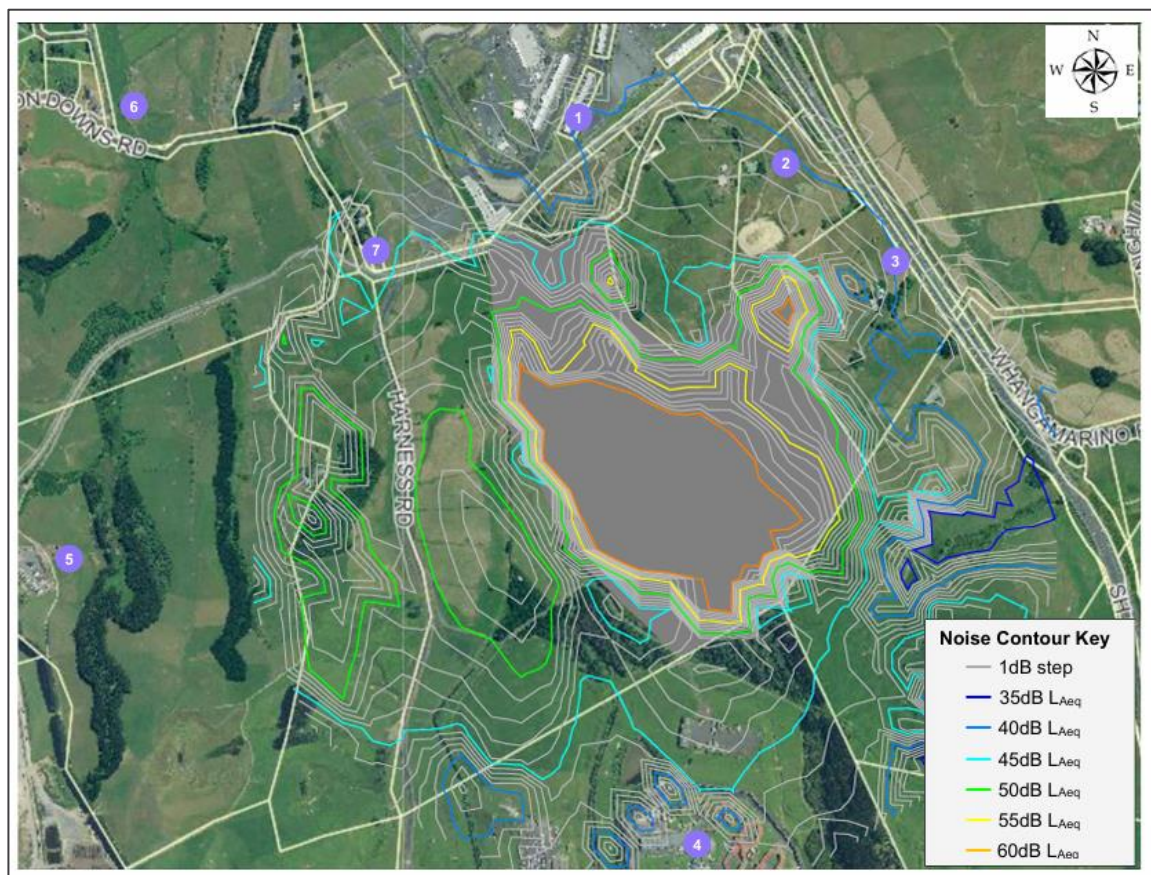 N
W E
S
6
ON DOWNS RD
1
2
7
3
HARNESS RD
WHANGAMARINO
5
SH
4
Noise Contour Key
1dB step
35dB LAeq
40dB LAeq
45dB LAeq
50dB LAeq
55dB LAeq
60dB LAeq